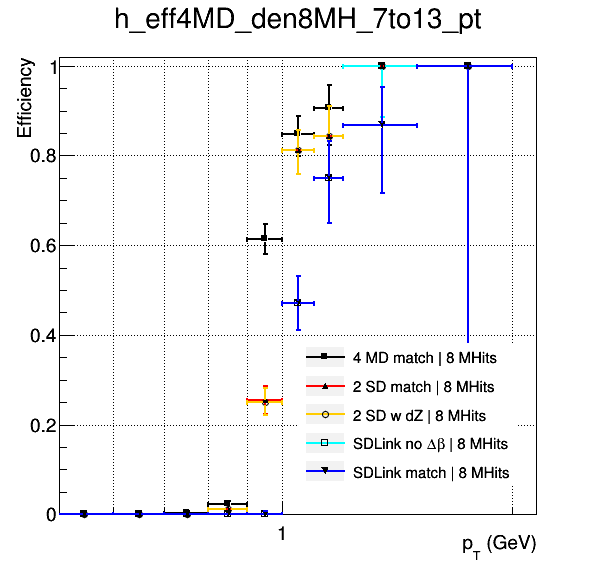 h_eff4MD_den8MH_7to13_pt
Efficiency
1
0.8
0.6
0.4
0.2
0
4 MD match | 8 MHits
2 SD match | 8 MHits
2 SD w dZ | 8 MHits
SDLink no Δβ | 8 MHits
SDLink match | 8 MHits
1
p_T (GeV)